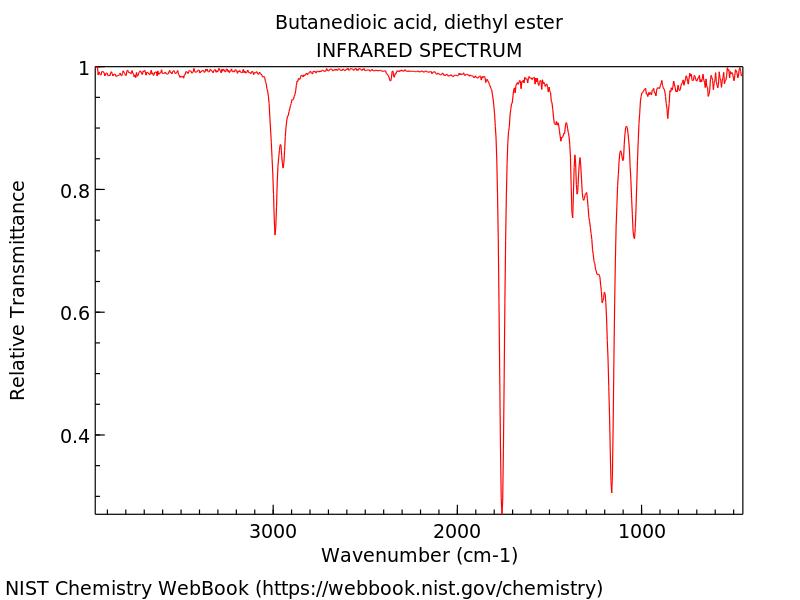 Butanedioic acid, diethyl ester
INFRARED SPECTRUM
1
0.8
0.6
0.4
Relative Transmittance
3000 2000 1000
Wavenumber (cm-1)
NIST Chemistry WebBook (https://webbook.nist.gov/chemistry)